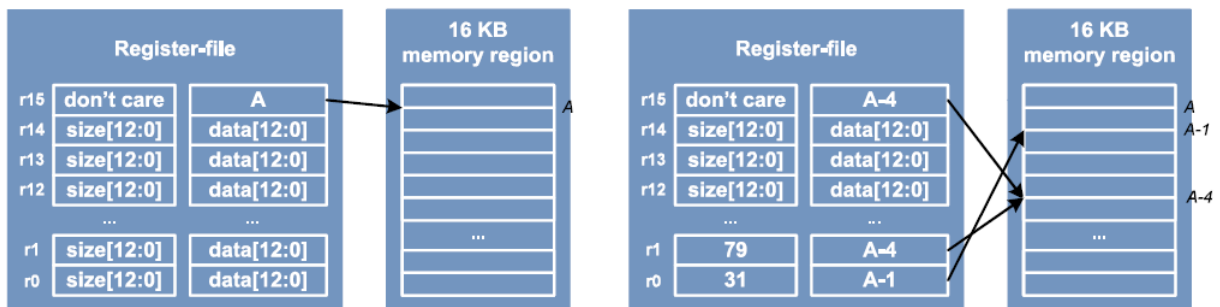 Register-file
16 KB
memory region
r15 don't care A
A
r14 size[12:0] data[12:0]
r13 size[12:0] data[12:0]
r12 size[12:0] data[12:0]
... ...
...
r1 size[12:0] data[12:0]
r0 size[12:0] data[12:0]
Register-file
16 KB
memory region
r15 don't care A-4
A
r14 size[12:0] data[12:0]
A-1
r13 size[12:0] data[12:0]
r12 size[12:0] data[12:0]
A-4
... ...
...
r1 79 A-4
r0 31 A-1